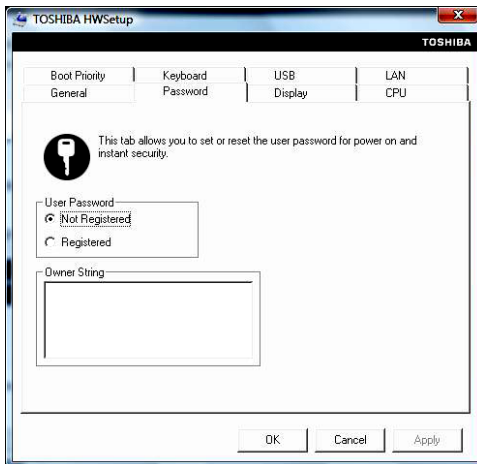 TOSHIBA HWSetup
TOSHIBA
Boot Priority Keyboard USB LAN
General Password Display CPU
This tab allows you to set or reset the user password for power on and
instant security.
User Password
Not Registered
Registered
Owner String
OK Cancel Apply